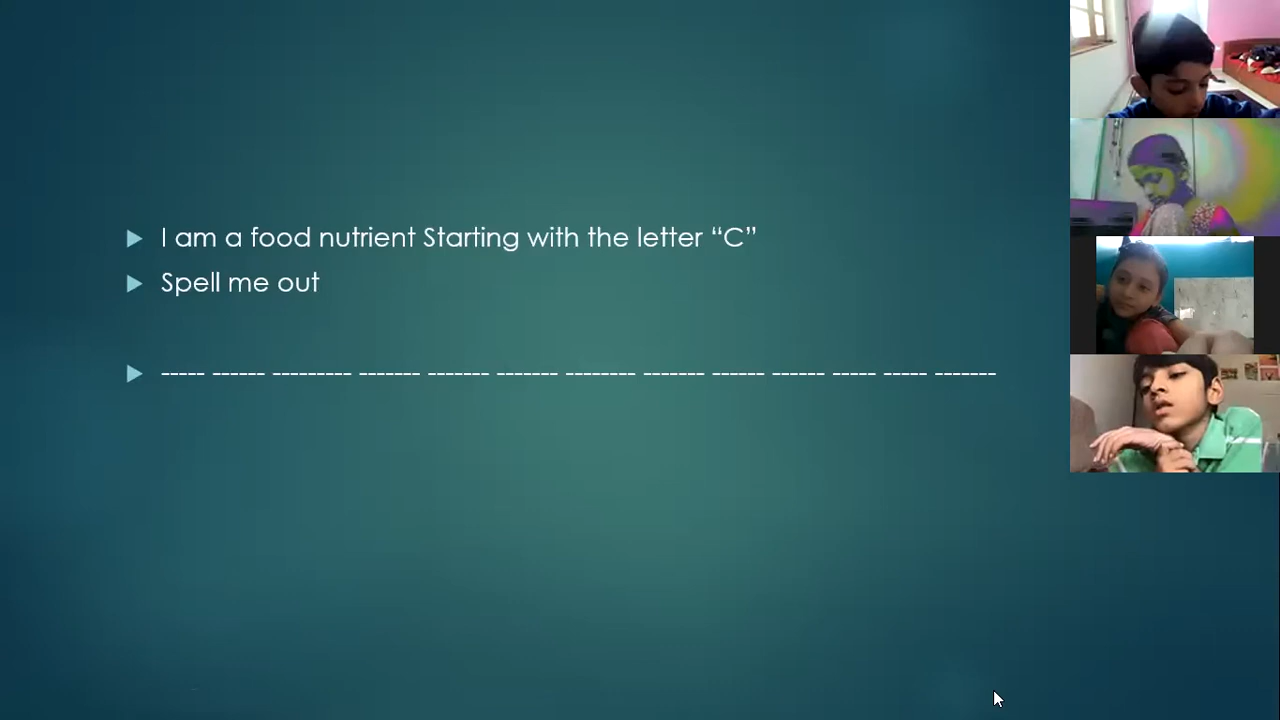 I am a food nutrient Starting with the letter “C”
Spell me out
----- ------ --------- ------- ------- ------- -------- ------- ------ ------ ----- ----- -------